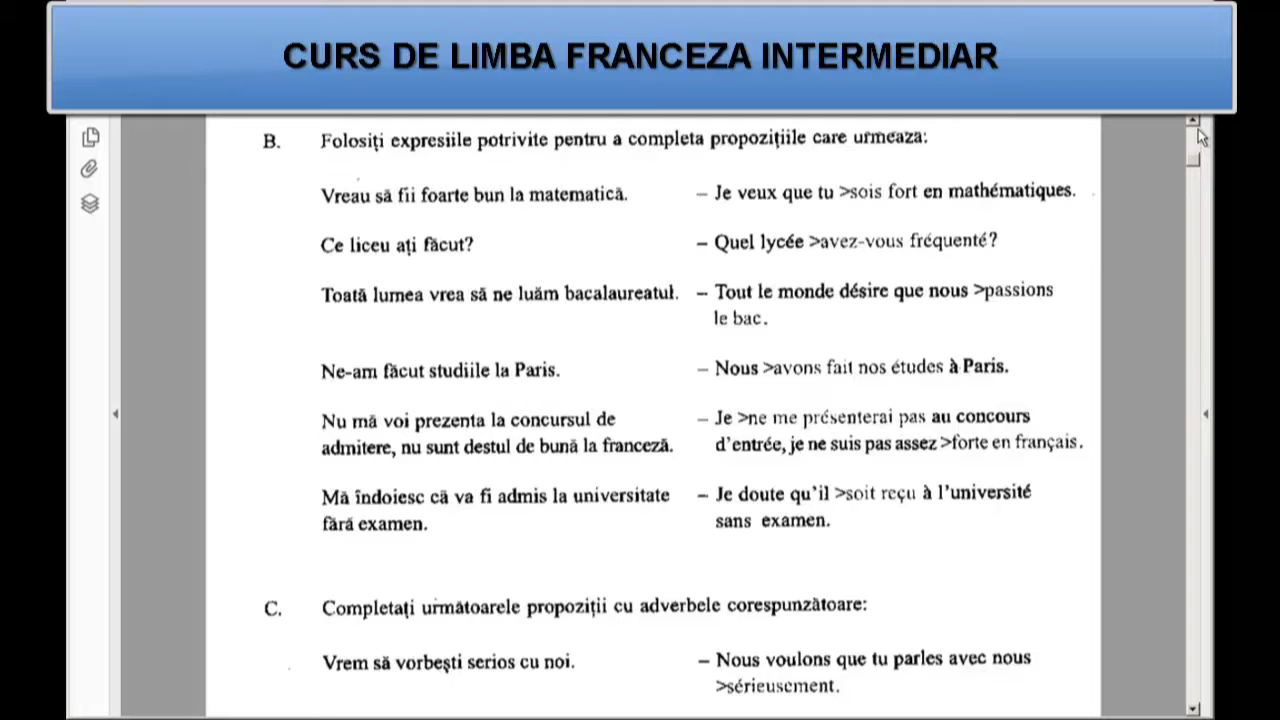 CURS DE LIMBA FRANCEZA INTERMEDIAR
B. Folosiți expresiile potrivite pentru a completa propozițiile care urmeaza:
Vreau să fii foarte bun la matematică. – Je veux que tu >sois fort en mathématiques.
Ce liceu ați făcut? – Quel lycée >avez-vous fréquenté?
Toată lumea vrea să ne luăm bacalaureatul. – Tout le monde désire que nous >passions
le bac.
Ne-am făcut studiile la Paris. – Nous >avons fait nos études à Paris.
Nu mă voi prezenta la concursul de – Je >ne me présenterai pas au concours
admitere, nu sunt destul de bună la franceză. d’entrée, je ne suis pas assez >forte en français.
Mă îndoiesc că va fi admis la universitate – Je doute qu’il >soit reçu à l’université
fără examen. sans examen.
C. Completați următoarele propoziții cu adverbele corespunzătoare:
Vrem să vorbești serios cu noi. – Nous voulons que tu parles avec nous
>sérieusement.